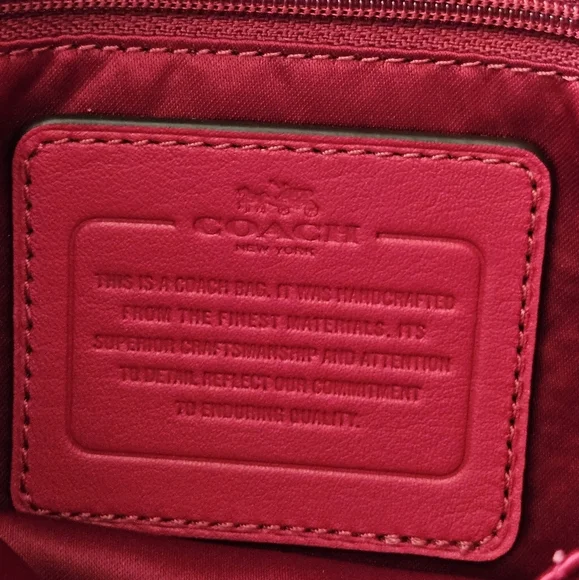 COACH
NEW YORK
THIS IS A COACH BAG. IT WAS HANDCRAFTED
FROM THE FINEST MATERIALS. ITS
SUPERIOR CRAFTSMANSHIP AND ATTENTION
TO DETAIL REFLECT OUR COMMITMENT
TO ENDURING QUALITY.